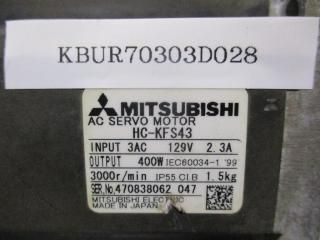 KBUR70303D028
MITSUBISHI
AC SERVO MOTOR
HC-KFS43
INPUT 3AC 129V 2.3A
OUTPUT 400W IEC60034-1 '99
3000r/min IP55 Cl.B 1.5kg
SER.No.470838062 047
MITSUBISHI ELECTRIC
MADE IN JAPAN